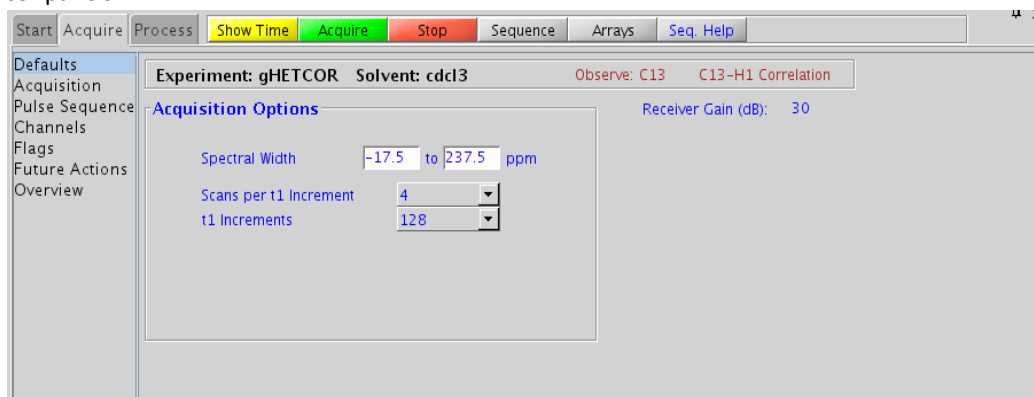 Start Acquire Process Show Time Acquire Stop Sequence Arrays Seq. Help
Defaults
Acquisition
Pulse Sequence
Channels
Flags
Future Actions
Overview
Experiment: gHETCOR Solvent: cdcl3 Observe: C13 C13-H1 Correlation
Acquisition Options
Receiver Gain (dB): 30
Spectral Width -17.5 to 237.5 ppm
Scans per t1 Increment 4
t1 Increments 128